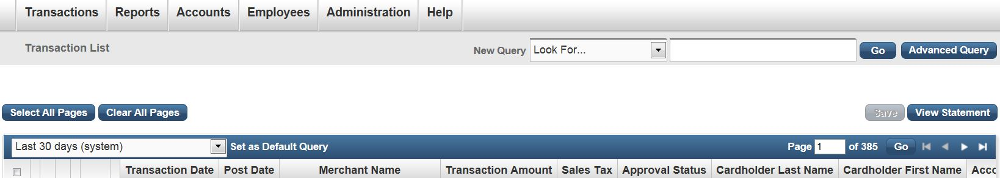 Transactions Reports Accounts Employees Administration Help
Transaction List New Query Look For... Go Advanced Query
Select All Pages Clear All Pages Save View Statement
Last 30 days (system) Set as Default Query Page 1 of 385 Go
Transaction Date Post Date Merchant Name Transaction Amount Sales Tax Approval Status Cardholder Last Name Cardholder First Name Acco